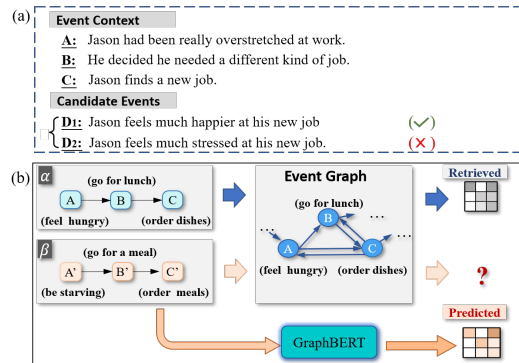 (a)
Event Context
A: Jason had been really overstretched at work.
B: He decided he needed a different kind of job.
C: Jason finds a new job.
Candidate Events
D1: Jason feels much happier at his new job (✓)
D2: Jason feels much stressed at his new job. (✗)
(b)
α
(go for lunch)
A B C
(feel hungry) (order dishes)
β
(go for a meal)
A' B' C'
(be starving) (order meals)
Event Graph
(go for lunch)
B
...
...
A C
...
(feel hungry) (order dishes)
Retrieved
?
Predicted
GraphBERT